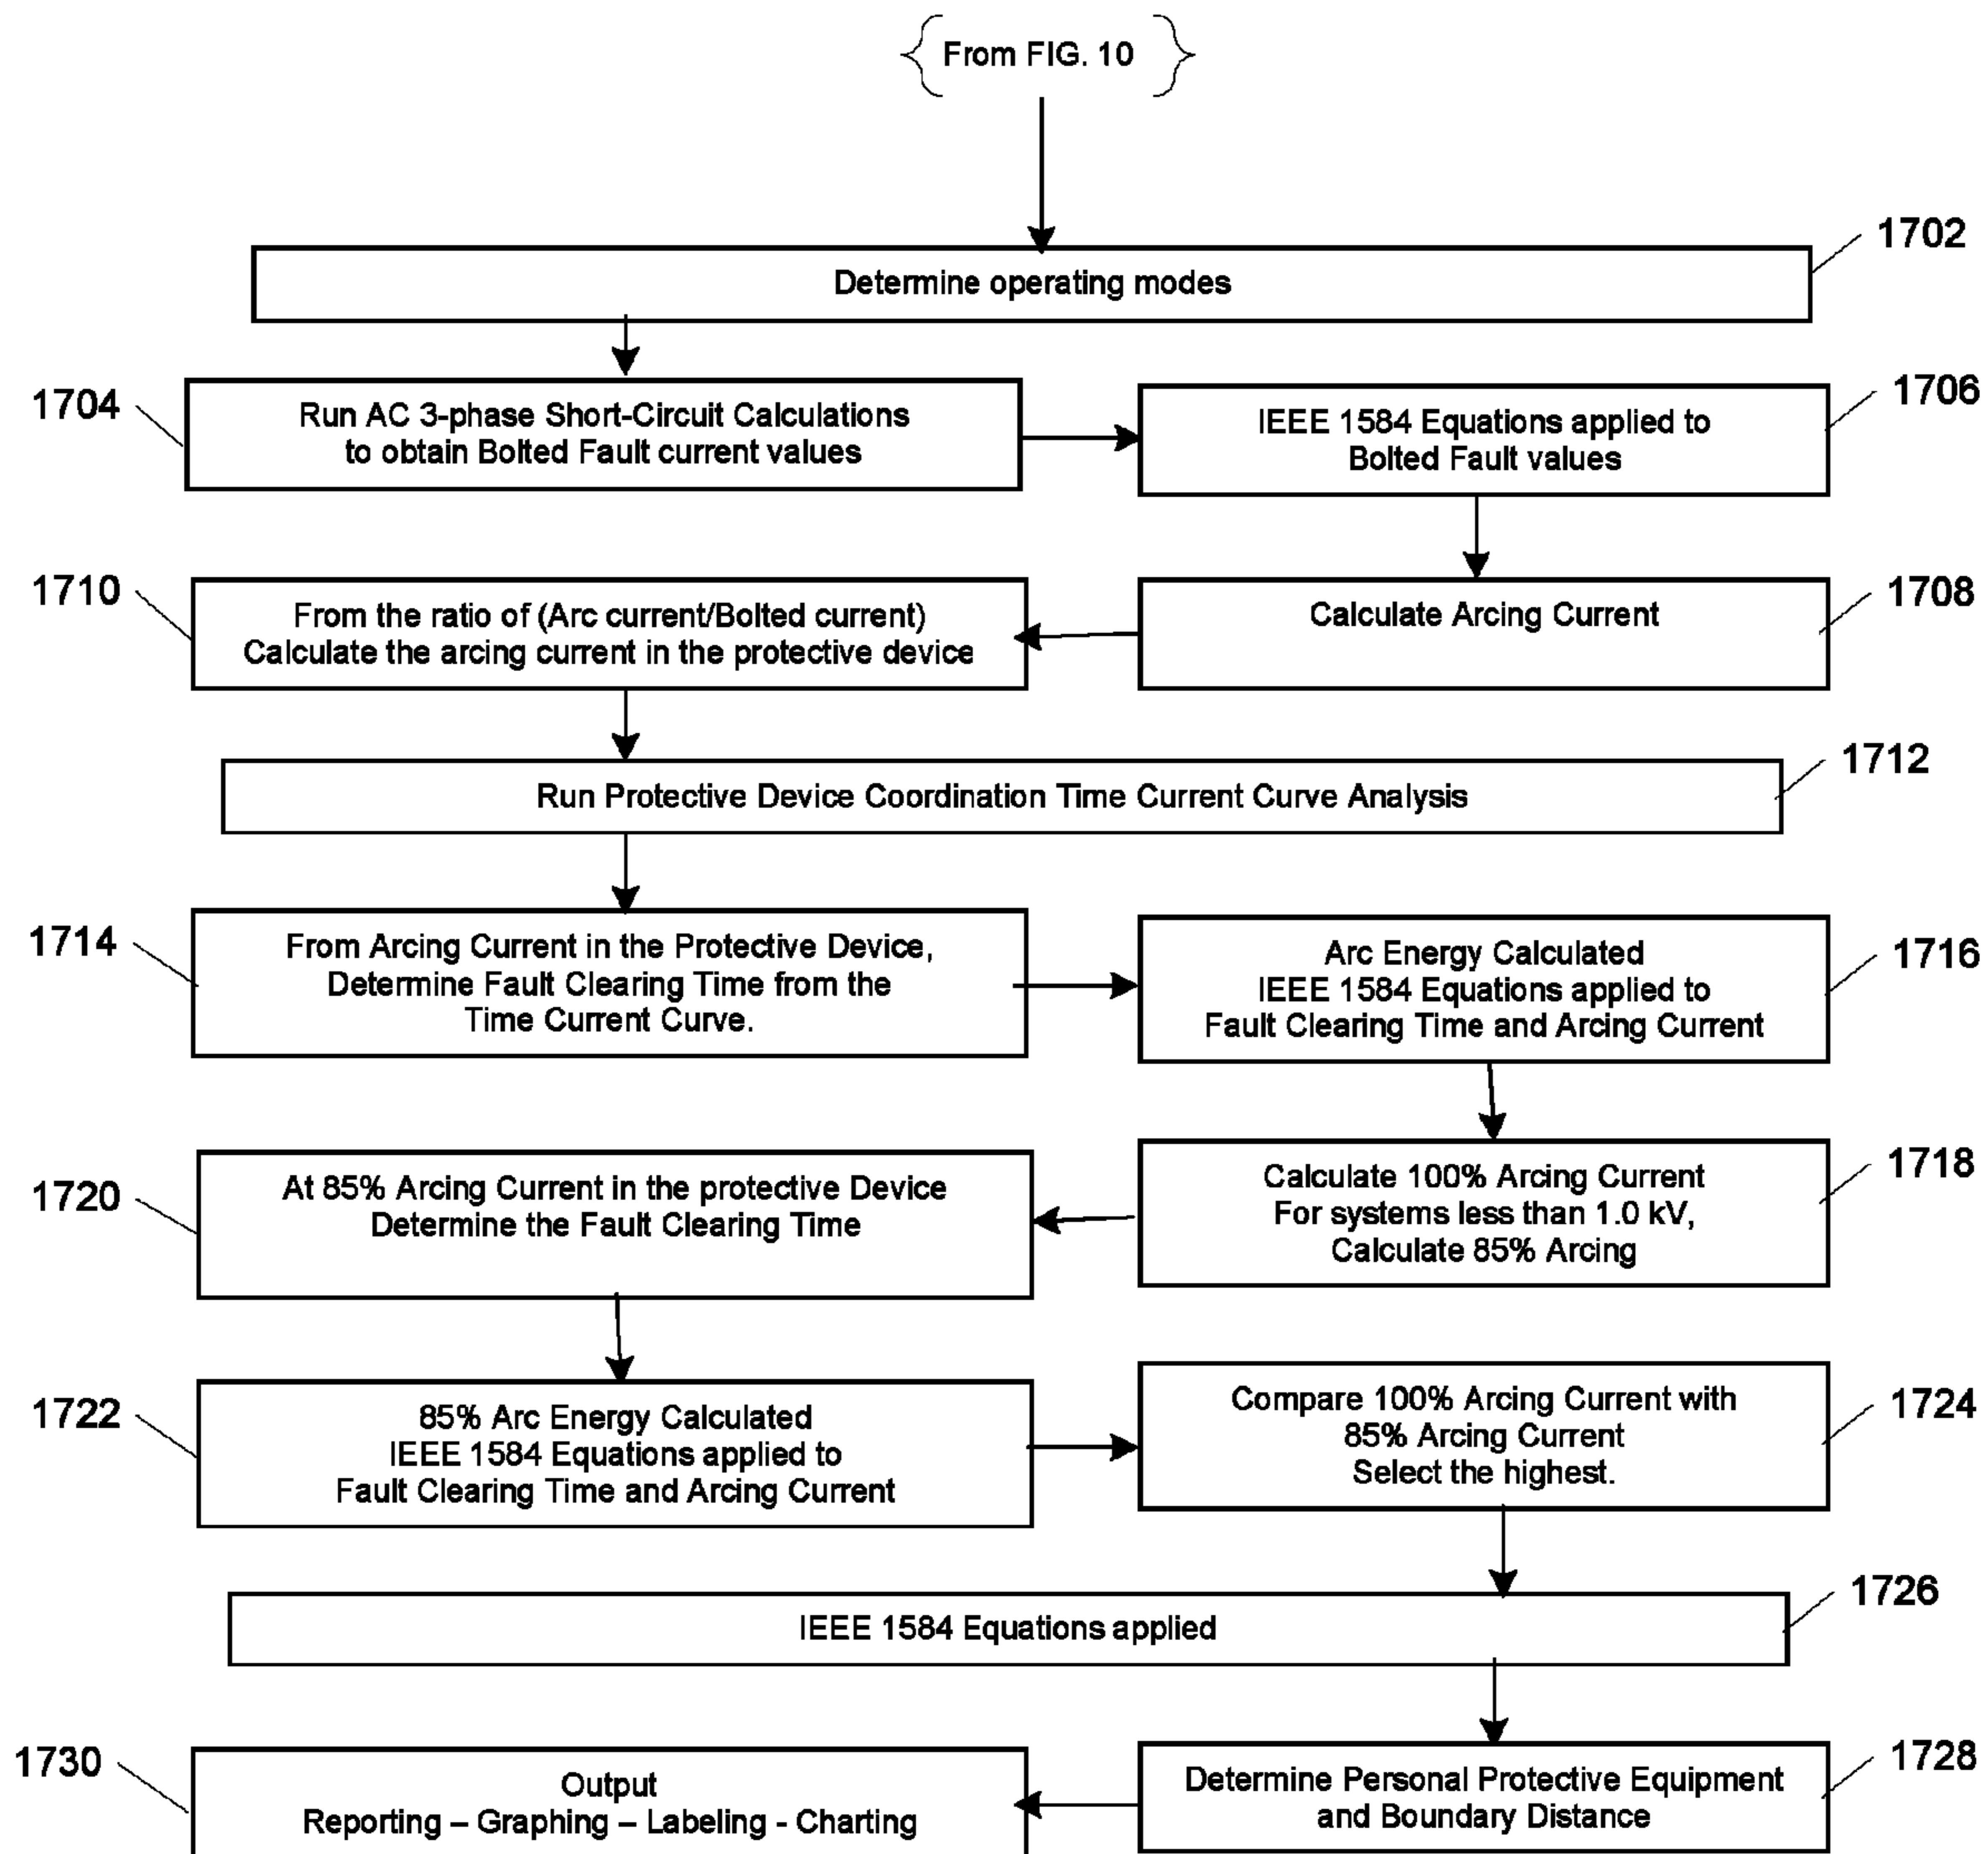 From FIG. 10
1702
Determine operating modes
1704
Run AC 3-phase Short-Circuit Calculations
to obtain Bolted Fault current values
1706
IEEE 1584 Equations applied to
Bolted Fault values
1710
From the ratio of (Arc current/Bolted current)
Calculate the arcing current in the protective device
1708
Calculate Arcing Current
1712
Run Protective Device Coordination Time Current Curve Analysis
1714
From Arcing Current in the Protective Device,
Determine Fault Clearing Time from the
Time Current Curve.
1716
Arc Energy Calculated
IEEE 1584 Equations applied to
Fault Clearing Time and Arcing Current
1720
At 85% Arcing Current in the protective Device
Determine the Fault Clearing Time
1718
Calculate 100% Arcing Current
For systems less than 1.0 kV,
Calculate 85% Arcing
1722
85% Arc Energy Calculated
IEEE 1584 Equations applied to
Fault Clearing Time and Arcing Current
1724
Compare 100% Arcing Current with
85% Arcing Current
Select the highest.
1726
IEEE 1584 Equations applied
1730
Output
Reporting – Graphing – Labeling - Charting
1728
Determine Personal Protective Equipment
and Boundary Distance